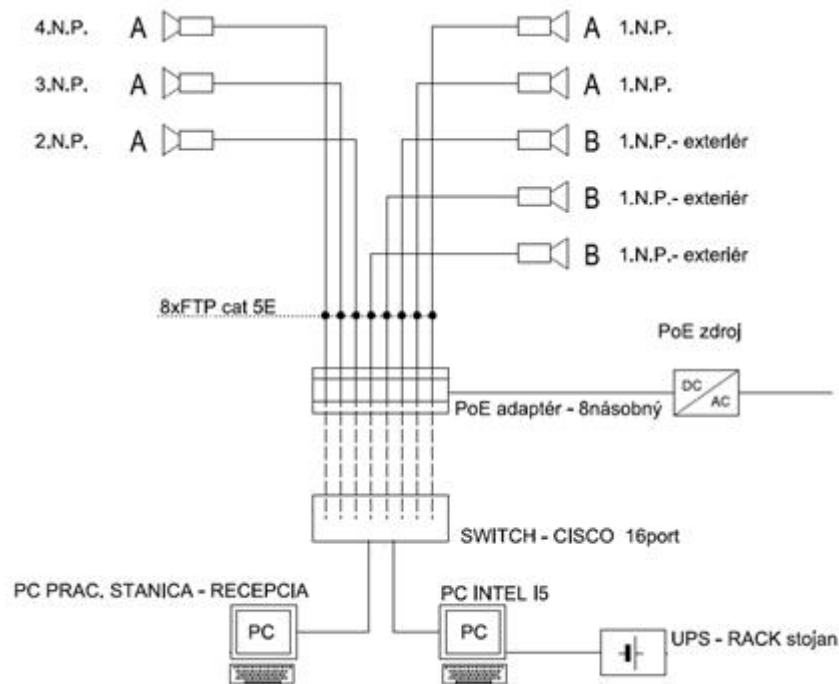 4.N.P. A
A 1.N.P.
3.N.P. A
A 1.N.P.
2.N.P. A
B 1.N.P.- exteriér
B 1.N.P.- exteriér
B 1.N.P.- exteriér
8xFTP cat 5E
PoE zdroj
DC
AC
PoE adaptér - 8násobný
SWITCH - CISCO 16port
PC PRAC. STANICA - RECEPCIA
PC INTEL I5
PC
PC
UPS - RACK stojan